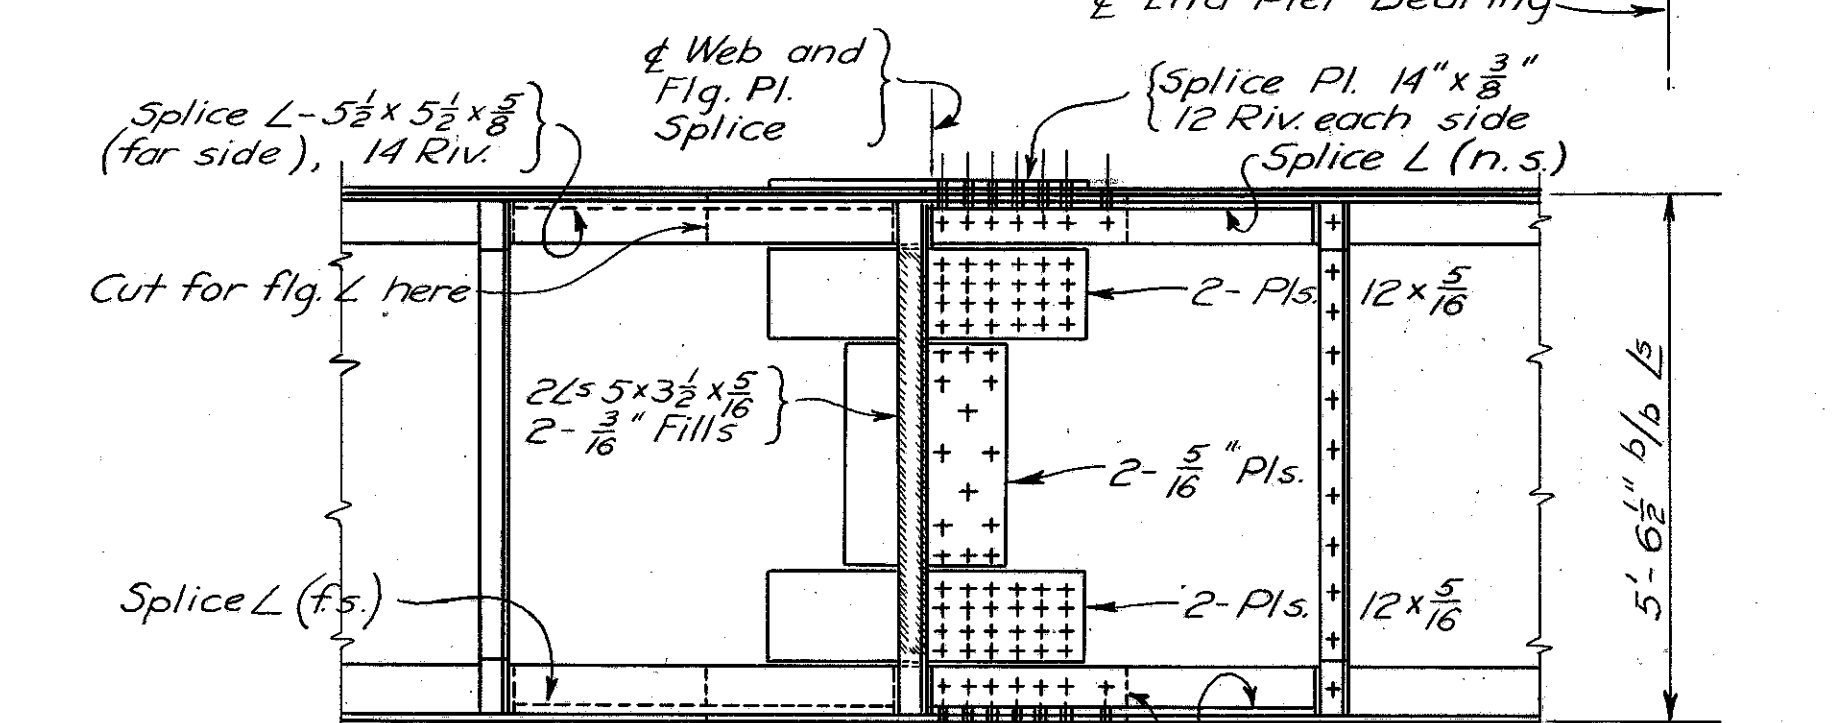 ℄ End Pier Bearing
℄ Web and
Flg. Pl.
Splice
Splice Pl. 14" x 3/8"
12 Riv. each side
Splice L (n.s.)
Splice L - 5 1/2 x 5 1/2 x 5/8
(far side), 14 Riv.
Cut for flg. L here
2 - Pls. 12 x 5/16
2 Ls 5 x 3 1/2 x 5/16
2 - 3/16" Fills
2 - 5/16" Pls.
5'- 6 1/2" b/b Ls
Splice L (f.s.)
2 - Pls. 12 x 5/16